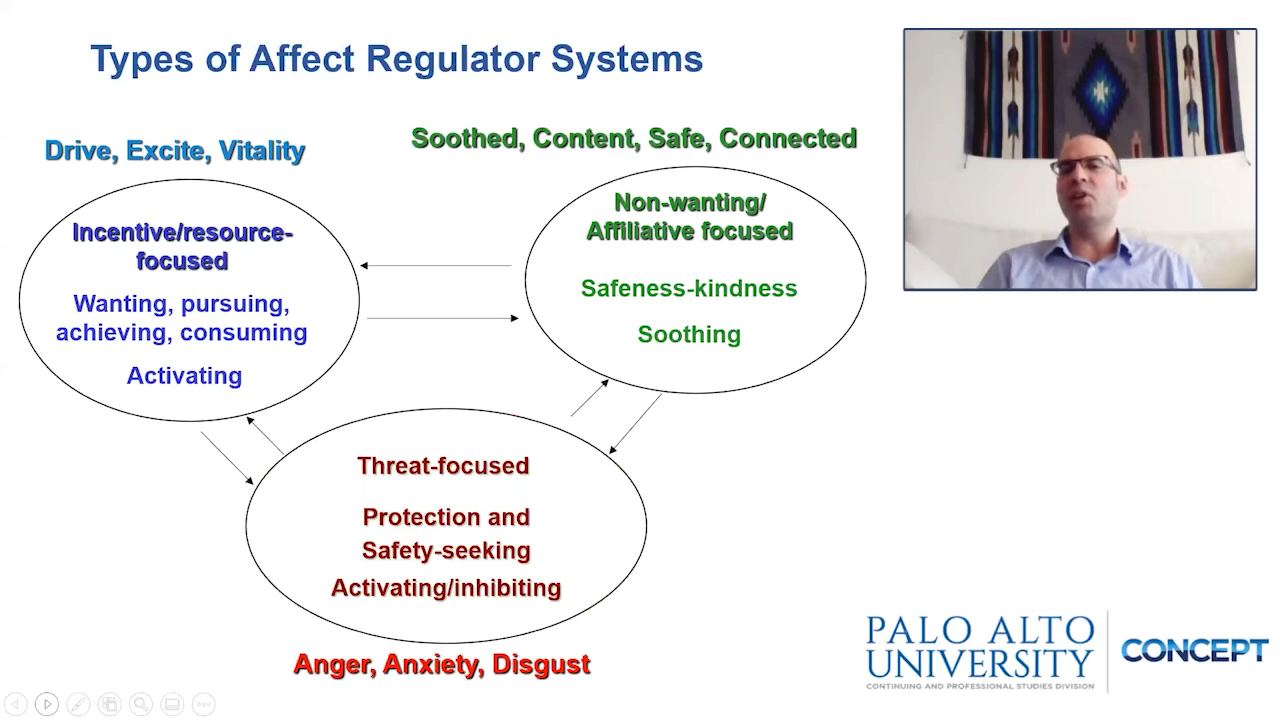 Types of Affect Regulator Systems
Drive, Excite, Vitality
Soothed, Content, Safe, Connected
Incentive/resource-
focused
Wanting, pursuing,
achieving, consuming
Activating
Non-wanting/
Affiliative focused
Safeness-kindness
Soothing
Threat-focused
Protection and
Safety-seeking
Activating/inhibiting
Anger, Anxiety, Disgust
PALO ALTO
UNIVERSITY
CONTINUING AND PROFESSIONAL STUDIES DIVISION
CONCEPT